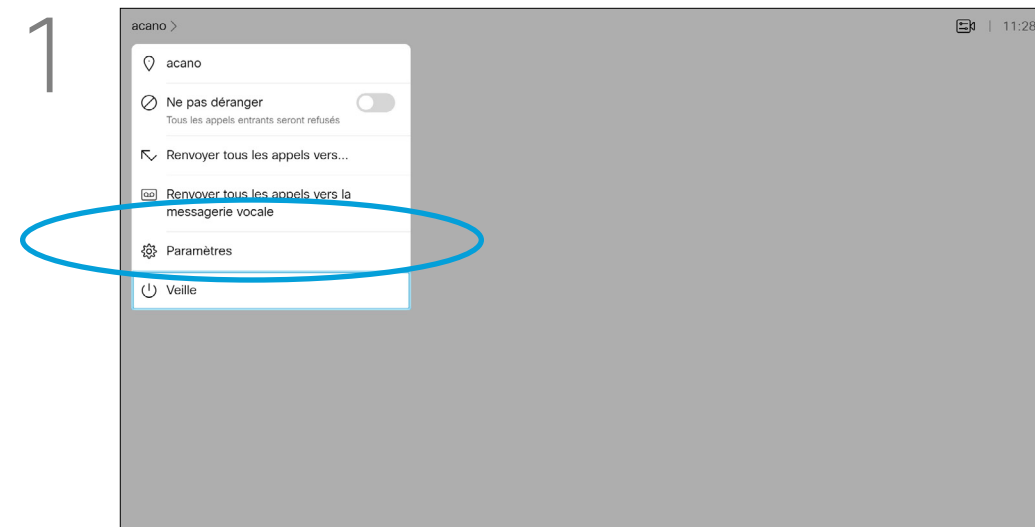 1
acano >
11:28
acano
Ne pas déranger
Tous les appels entrants seront refusés
Renvoyer tous les appels vers...
Renvoyer tous les appels vers la
messagerie vocale
Paramètres
Veille